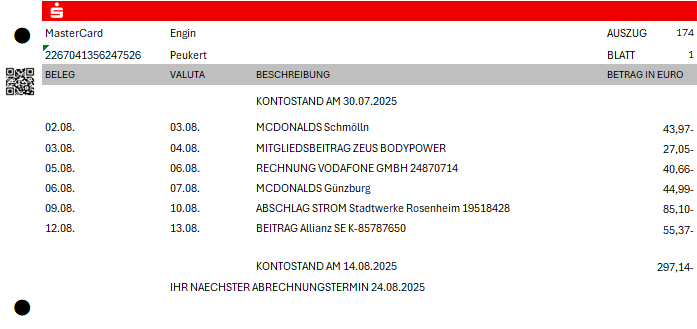 MasterCard Engin AUSZUG 174
2267041356247526 Peukert BLATT 1
BELEG VALUTA BESCHREIBUNG BETRAG IN EURO
KONTOSTAND AM 30.07.2025
02.08. 03.08. MCDONALDS Schmölln 43,97-
03.08. 04.08. MITGLIEDSBEITRAG ZEUS BODYPOWER 27,05-
05.08. 06.08. RECHNUNG VODAFONE GMBH 24870714 40,66-
06.08. 07.08. MCDONALDS Günzburg 44,99-
09.08. 10.08. ABSCHLAG STROM Stadtwerke Rosenheim 19518428 85,10-
12.08. 13.08. BEITRAG Allianz SE K-85787650 55,37-
KONTOSTAND AM 14.08.2025 297,14-
IHR NAECHSTER ABRECHNUNGSTERMIN 24.08.2025